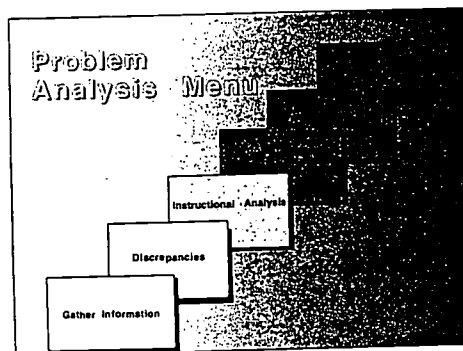 Problem
Analysis Menu
Instructional Analysis
Discrepancies
Gather Information